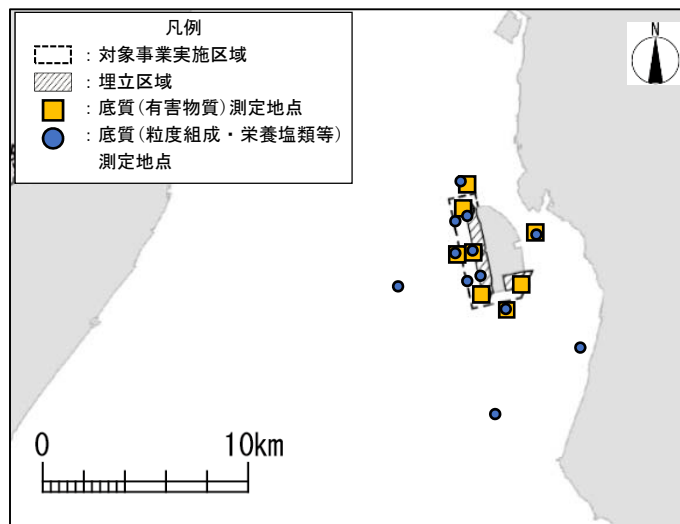 凡例
：対象事業実施区域
：埋立区域
：底質(有害物質)測定地点
：底質(粒度組成・栄養塩類等)
測定地点
N
0 10km